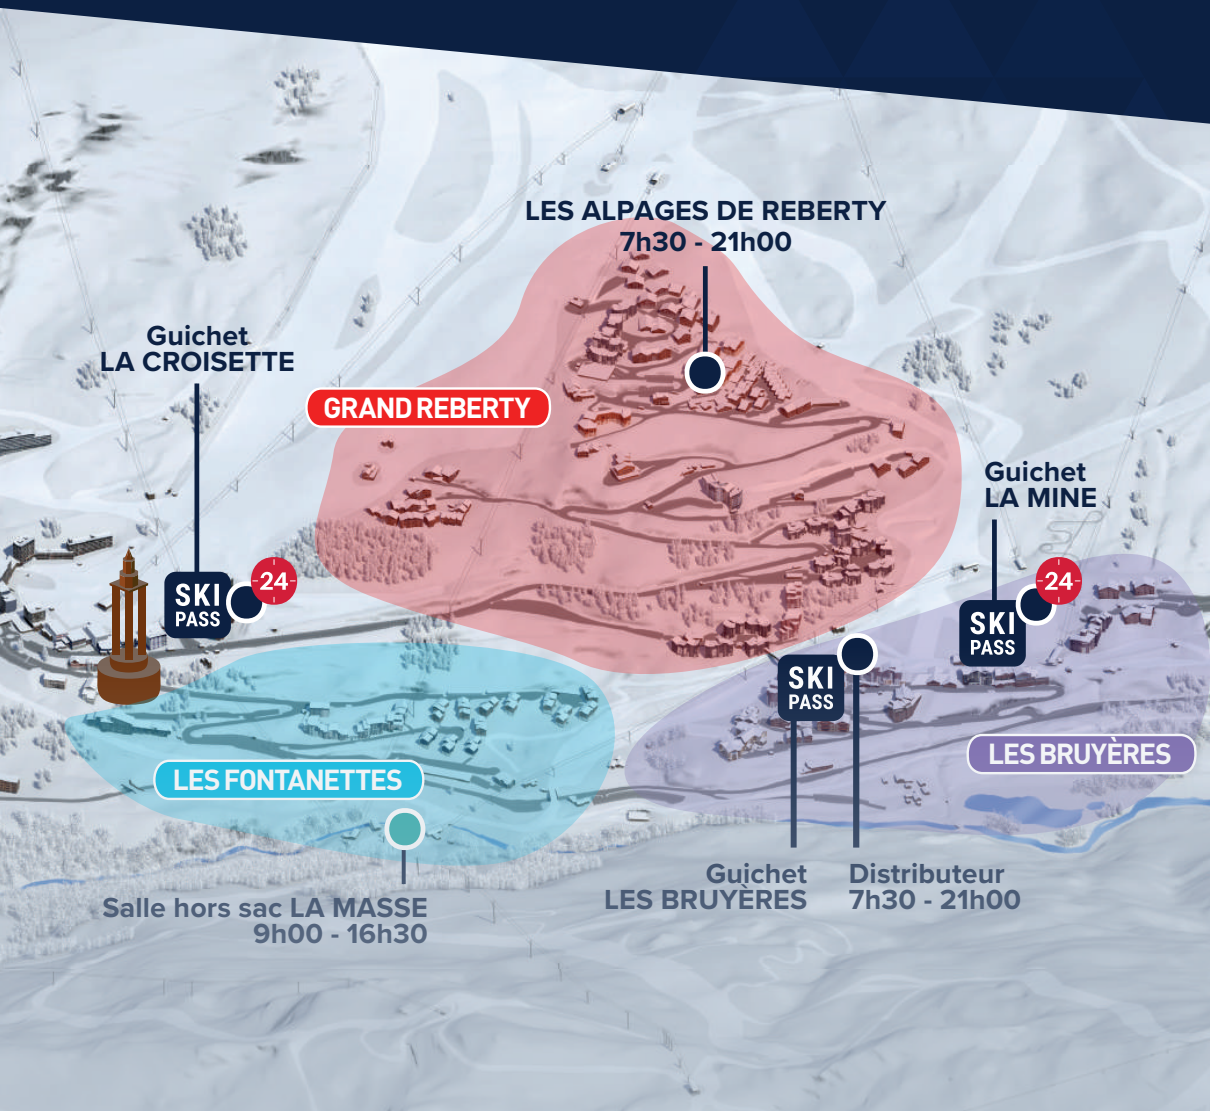 LES ALPAGES DE REBERTY
7h30 - 21h00
Guichet
LA CROISETTE
GRAND REBERTY
Guichet
LA MINE
SKI
PASS
24
SKI
PASS
24
SKI
PASS
LES BRUYÈRES
LES FONTANETTES
Guichet
LES BRUYÈRES
Distributeur
7h30 - 21h00
Salle hors sac LA MASSE
9h00 - 16h30